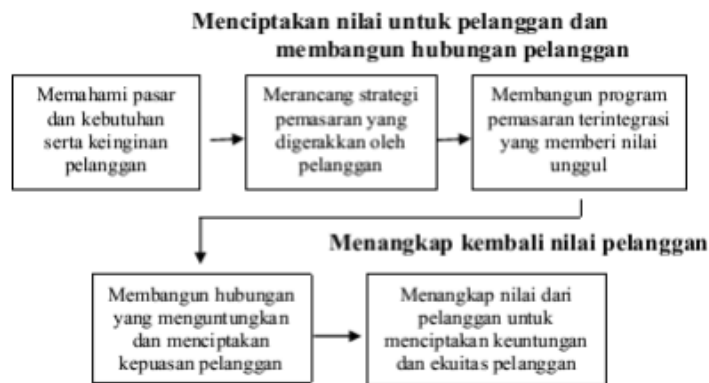 Menciptakan nilai untuk pelanggan dan
membangun hubungan pelanggan
Memahami pasar
dan kebutuhan
serta keinginan
pelanggan
Merancang strategi
pemasaran yang
digerakkan oleh
pelanggan
Membangun program
pemasaran terintegrasi
yang memberi nilai
unggul
Menangkap kembali nilai pelanggan
Membangun hubungan
yang menguntungkan
dan menciptakan
kepuasan pelanggan
Menangkap nilai dari
pelanggan untuk
menciptakan keuntungan
dan ekuitas pelanggan